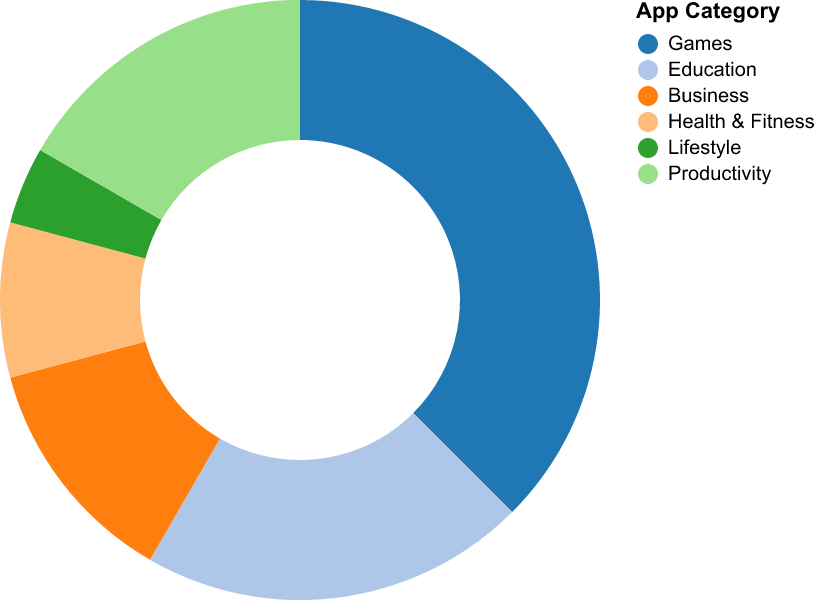 App Category
Games
Education
Business
Health & Fitness
Lifestyle
Productivity